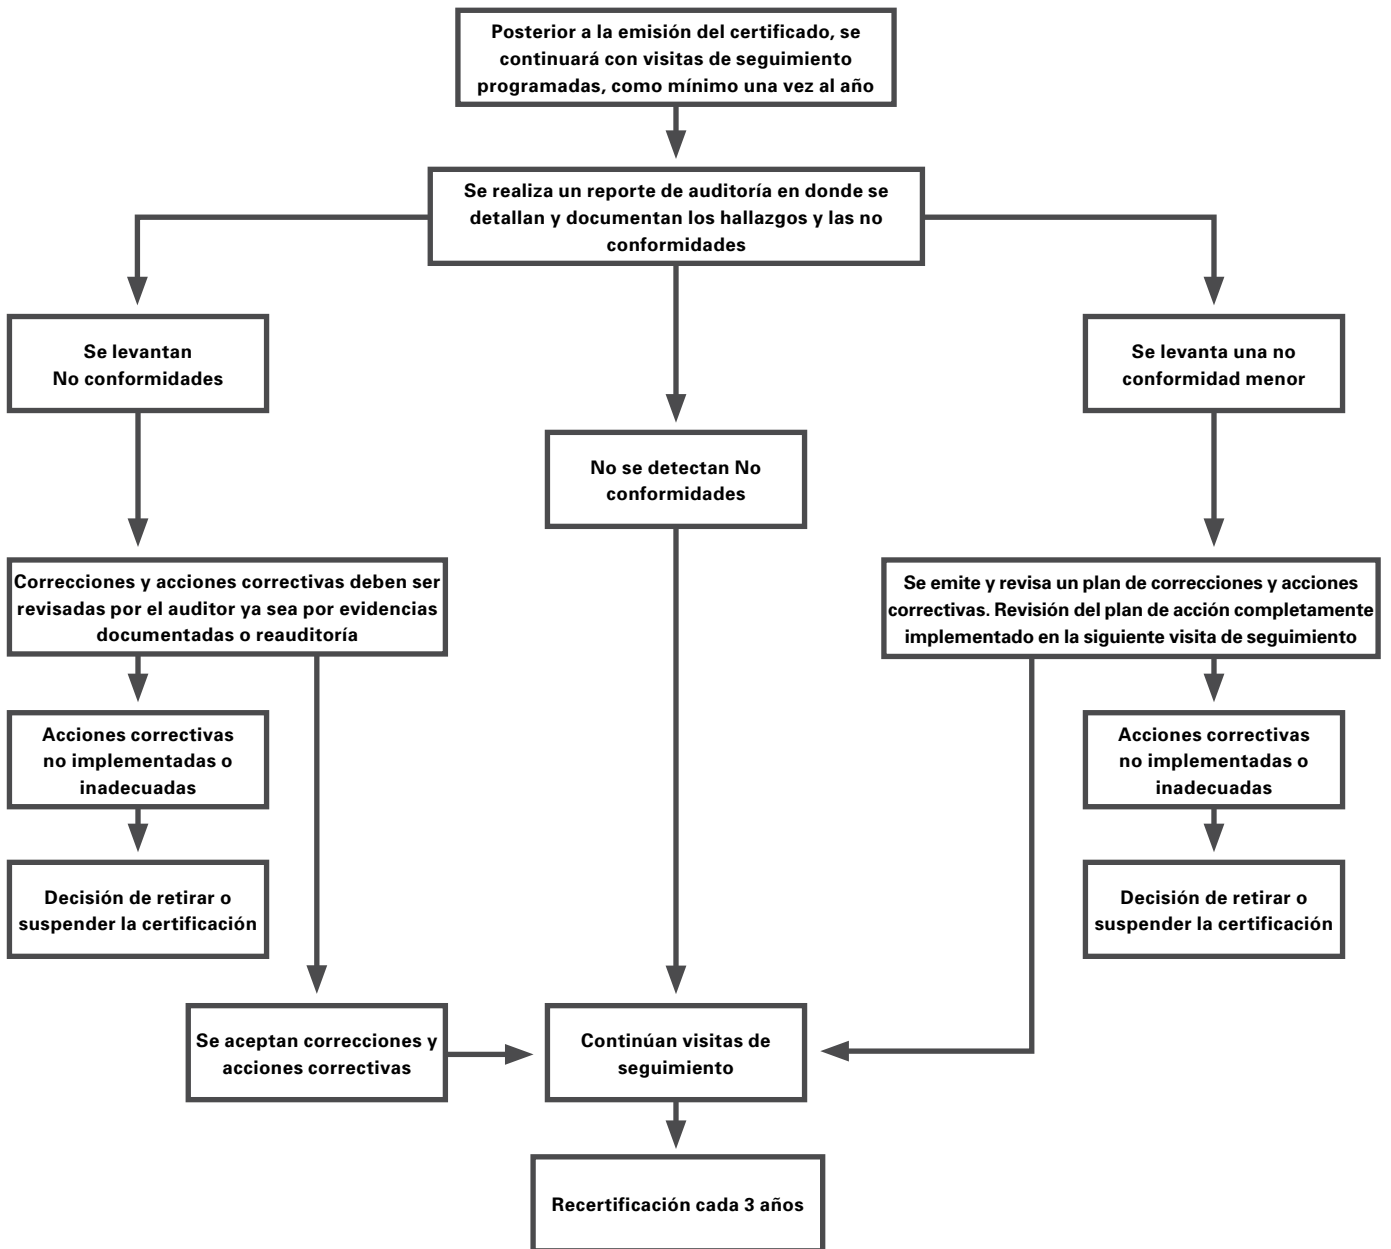 Posterior a la emisión del certificado, se
continuará con visitas de seguimiento
programadas, como mínimo una vez al año
Se realiza un reporte de auditoría en donde se
detallan y documentan los hallazgos y las no
conformidades
Se levantan
No conformidades
Se levanta una no
conformidad menor
No se detectan No
conformidades
Correcciones y acciones correctivas deben ser
revisadas por el auditor ya sea por evidencias
documentadas o reauditoría
Se emite y revisa un plan de correcciones y acciones
correctivas. Revisión del plan de acción completamente
implementado en la siguiente visita de seguimiento
Acciones correctivas
no implementadas o
inadecuadas
Acciones correctivas
no implementadas o
inadecuadas
Decisión de retirar o
suspender la certificación
Decisión de retirar o
suspender la certificación
Se aceptan correcciones y
acciones correctivas
Continúan visitas de
seguimiento
Recertificación cada 3 años